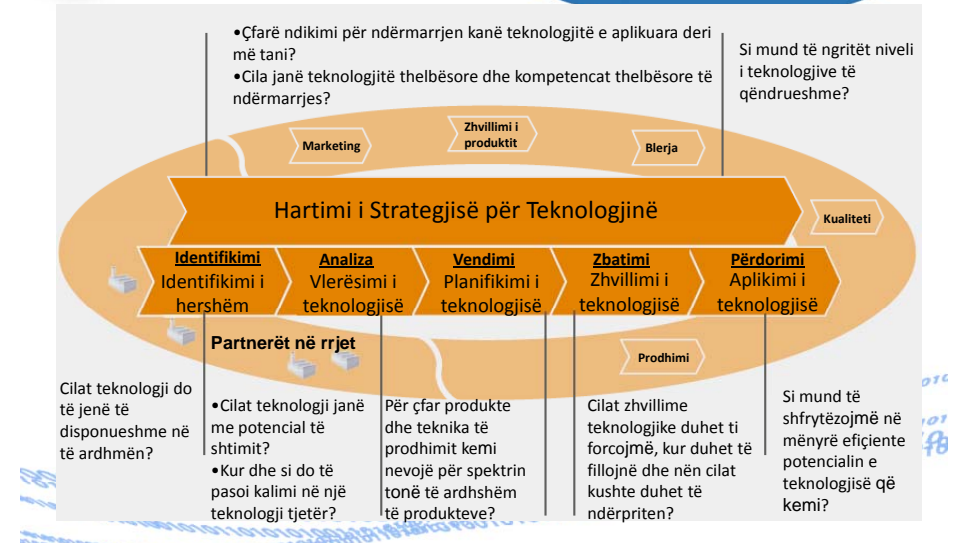 •Çfarë ndikimi për ndërmarrjen kanë teknologjitë e aplikuara deri
më tani?
•Cila janë teknologjitë thelbësore dhe kompetencat thelbësore të
ndërmarrjes?
Si mund të ngritët niveli
i teknologjive të
qëndrueshme?
Marketing
Zhvillimi i
produktit
Blerja
Hartimi i Strategjisë për Teknologjinë
Kualiteti
Identifikimi
Identifikimi i
hershëm
Analiza
Vlerësimi i
teknologjisë
Vendimi
Planifikimi i
teknologjisë
Zbatimi
Zhvillimi i
teknologjisë
Përdorimi
Aplikimi i
teknologjisë
Partnerët në rrjet
Prodhimi
Cilat teknologji do
të jenë të
disponueshme në
të ardhmën?
•Cilat teknologji janë
me potencial të
shtimit?
•Kur dhe si do të
pasoi kalimi në një
teknologji tjetër?
Për çfar produkte
dhe teknika të
prodhimit kemi
nevojë për spektrin
tonë të ardhshëm
të produkteve?
Cilat zhvillime
teknologjike duhet ti
forcojmë, kur duhet të
fillojnë dhe nën cilat
kushte duhet të
ndërpriten?
Si mund të
shfrytëzojmë në
mënyrë efiçiente
potencialin e
teknologjisë që
kemi?